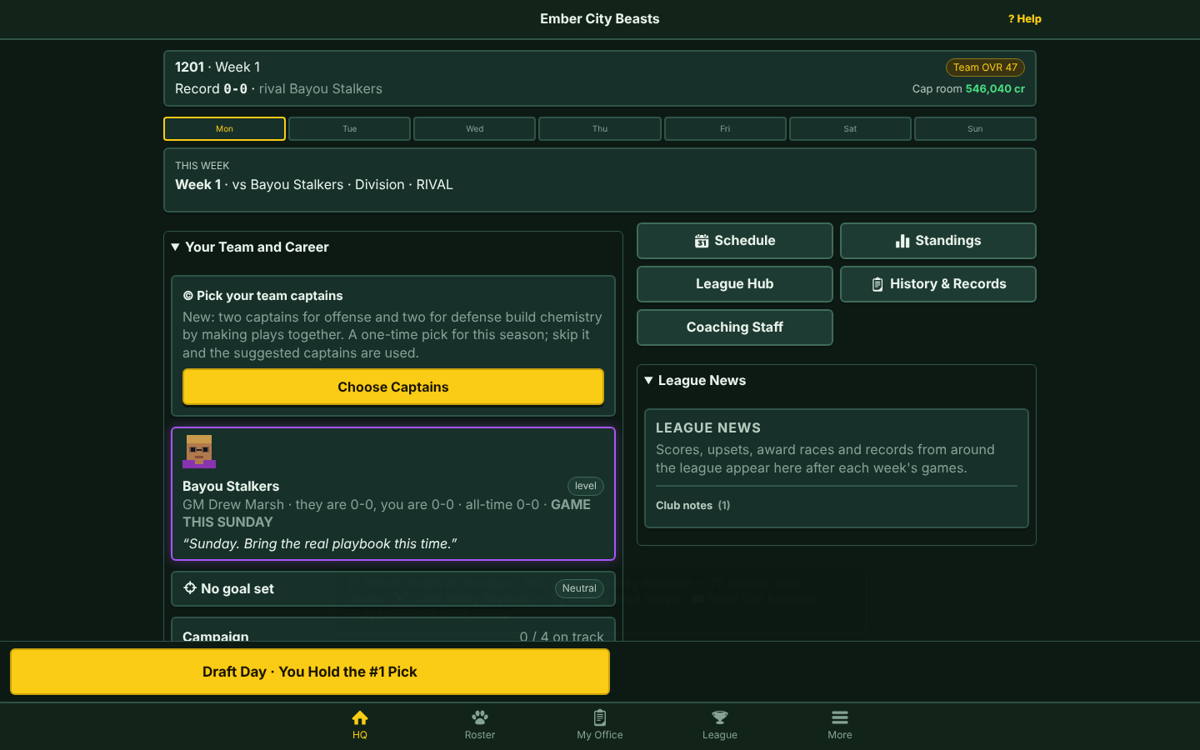 Ember City Beasts
? Help
1201 · Week 1
Team OVR 47
Record 0-0 · rival Bayou Stalkers
Cap room 546,040 cr
Mon
Tue
Wed
Thu
Fri
Sat
Sun
THIS WEEK
Week 1 · vs Bayou Stalkers · Division · RIVAL
▼ Your Team and Career
© Pick your team captains
New: two captains for offense and two for defense build chemistry
by making plays together. A one-time pick for this season; skip it
and the suggested captains are used.
Choose Captains
Bayou Stalkers
level
GM Drew Marsh · they are 0-0, you are 0-0 · all-time 0-0 · GAME
THIS SUNDAY
“Sunday. Bring the real playbook this time.”
No goal set
Neutral
Campaign
0 / 4 on track
31 Schedule
Standings
League Hub
History & Records
Coaching Staff
▼ League News
LEAGUE NEWS
Scores, upsets, award races and records from around
the league appear here after each week's games.
Club notes (1)
Draft Day · You Hold the #1 Pick
HQ
Roster
My Office
League
More